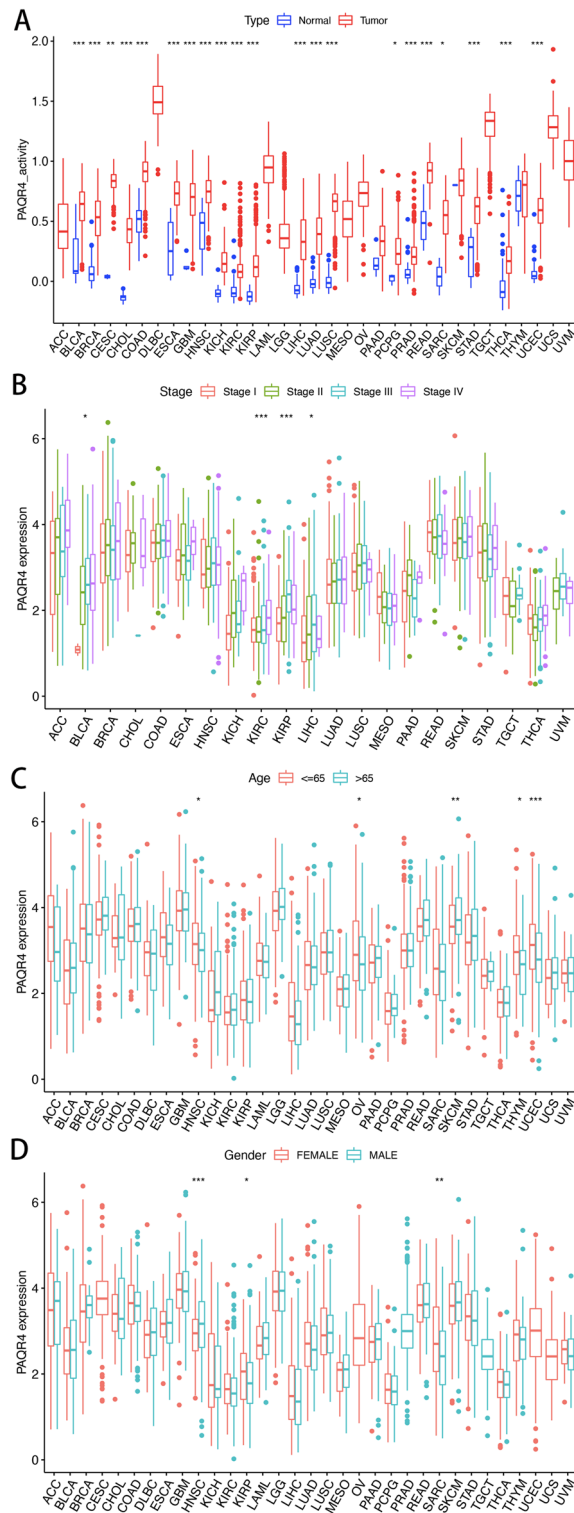 A
Type Normal Tumor
*** *** ** *** *** *** *** *** *** *** *** *** *** *** * *** *** * *** *** ***
2.0
1.5
1.0
0.5
0.0
PAQR4_activity
ACC BLCA BRCA CESC CHOL COAD DLBC ESCA GBM HNSC KICH KIRC KIRP LAML LGG LIHC LUAD LUSC MESO OV PAAD PCPG PRAD READ SARC SKCM STAD TGCT THCA THYM UCEC UCS UVM
B
Stage Stage I Stage II Stage III Stage IV
* *** *** *
6
4
2
0
PAQR4 expression
ACC BLCA BRCA CHOL COAD ESCA HNSC KICH KIRC KIRP LIHC LUAD LUSC MESO PAAD READ SKCM STAD TGCT THCA UVM
C
Age <=65 >65
* * ** * ***
6
4
2
0
PAQR4 expression
ACC BLCA BRCA CESC CHOL COAD DLBC ESCA GBM HNSC KICH KIRC KIRP LAML LGG LIHC LUAD LUSC MESO OV PAAD PCPG PRAD READ SARC SKCM STAD TGCT THCA THYM UCEC UCS UVM
D
Gender FEMALE MALE
*** * **
6
4
2
0
PAQR4 expression
ACC BLCA BRCA CESC CHOL COAD DLBC ESCA GBM HNSC KICH KIRC KIRP LAML LGG LIHC LUAD LUSC MESO OV PAAD PCPG PRAD READ SARC SKCM STAD TGCT THCA THYM UCEC UCS UVM